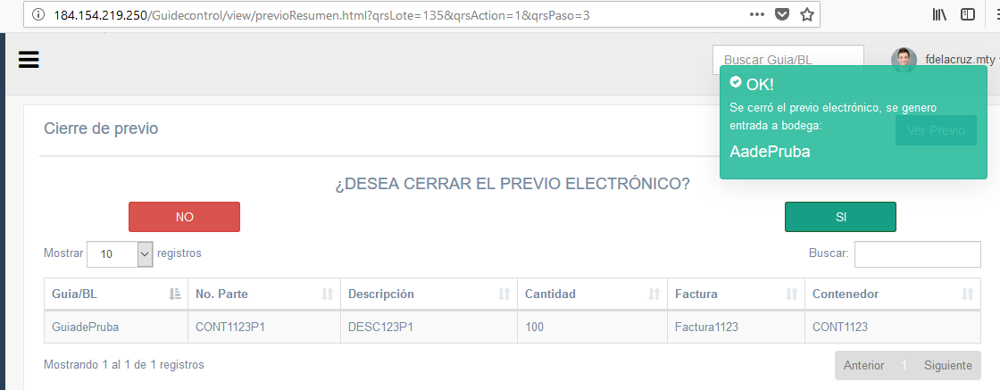 184.154.219.250/Guidecontrol/view/previoResumen.html?qrsLote=135&qrsAction=1&qrsPaso=3
Buscar Guia/BL
fdelacruz.mty
OK!
Se cerró el previo electrónico, se genero
entrada a bodega:
AadePruba
Ver Previo
Cierre de previo
¿DESEA CERRAR EL PREVIO ELECTRÓNICO?
NO
SI
Mostrar 10 registros
Buscar:
Guia/BL No. Parte Descripción Cantidad Factura Contenedor
GuiadePruba CONT1123P1 DESC123P1 100 Factura1123 CONT1123
Mostrando 1 al 1 de 1 registros
Anterior 1 Siguiente